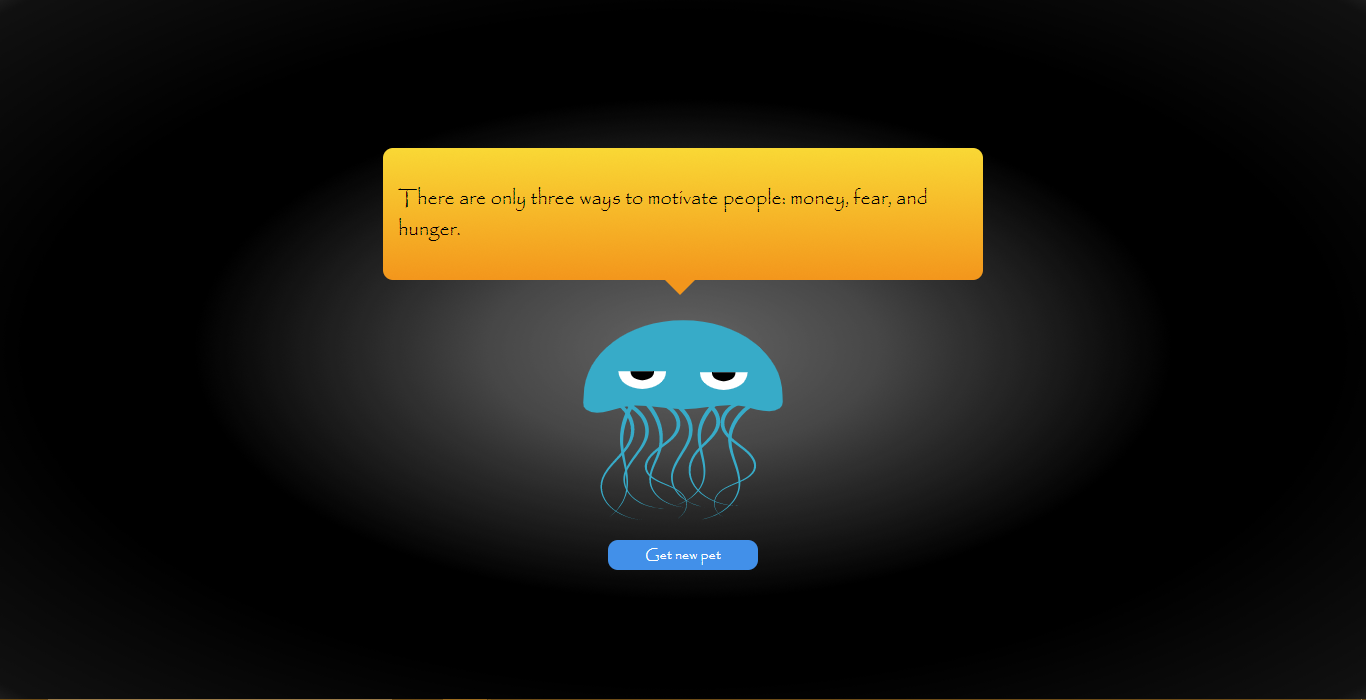 There are only three ways to motivate people: money, fear, and
hunger.
Get new pet